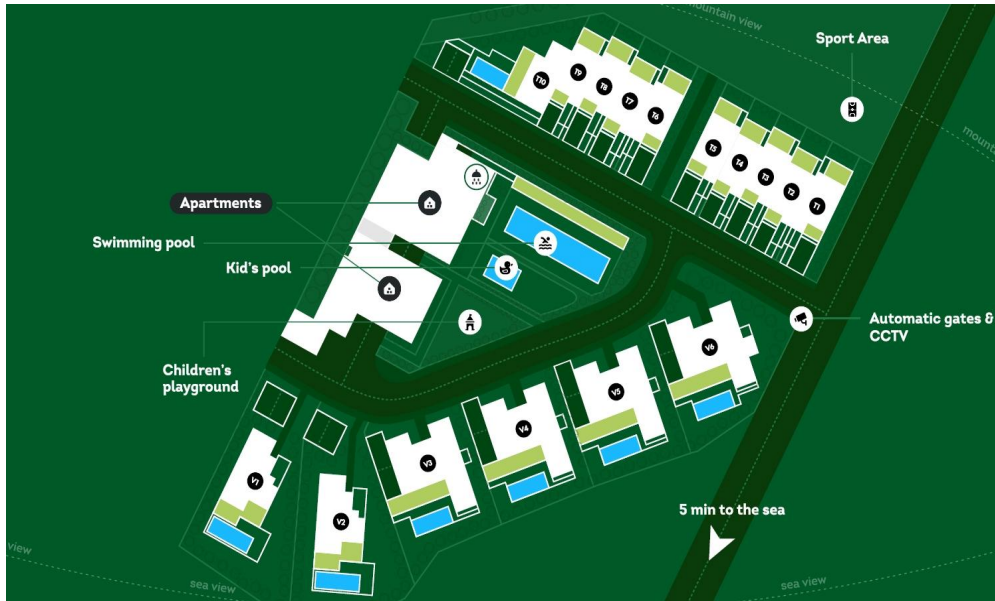 mountain view
Sport Area
T10
T9
T8
T7
T6
T5
T4
T3
T2
T1
Apartments
Swimming pool
Kid's pool
Children's
playground
Automatic gates &
CCTV
V6
V5
V4
V3
V1
V2
5 min to the sea
view
sea view
sea view